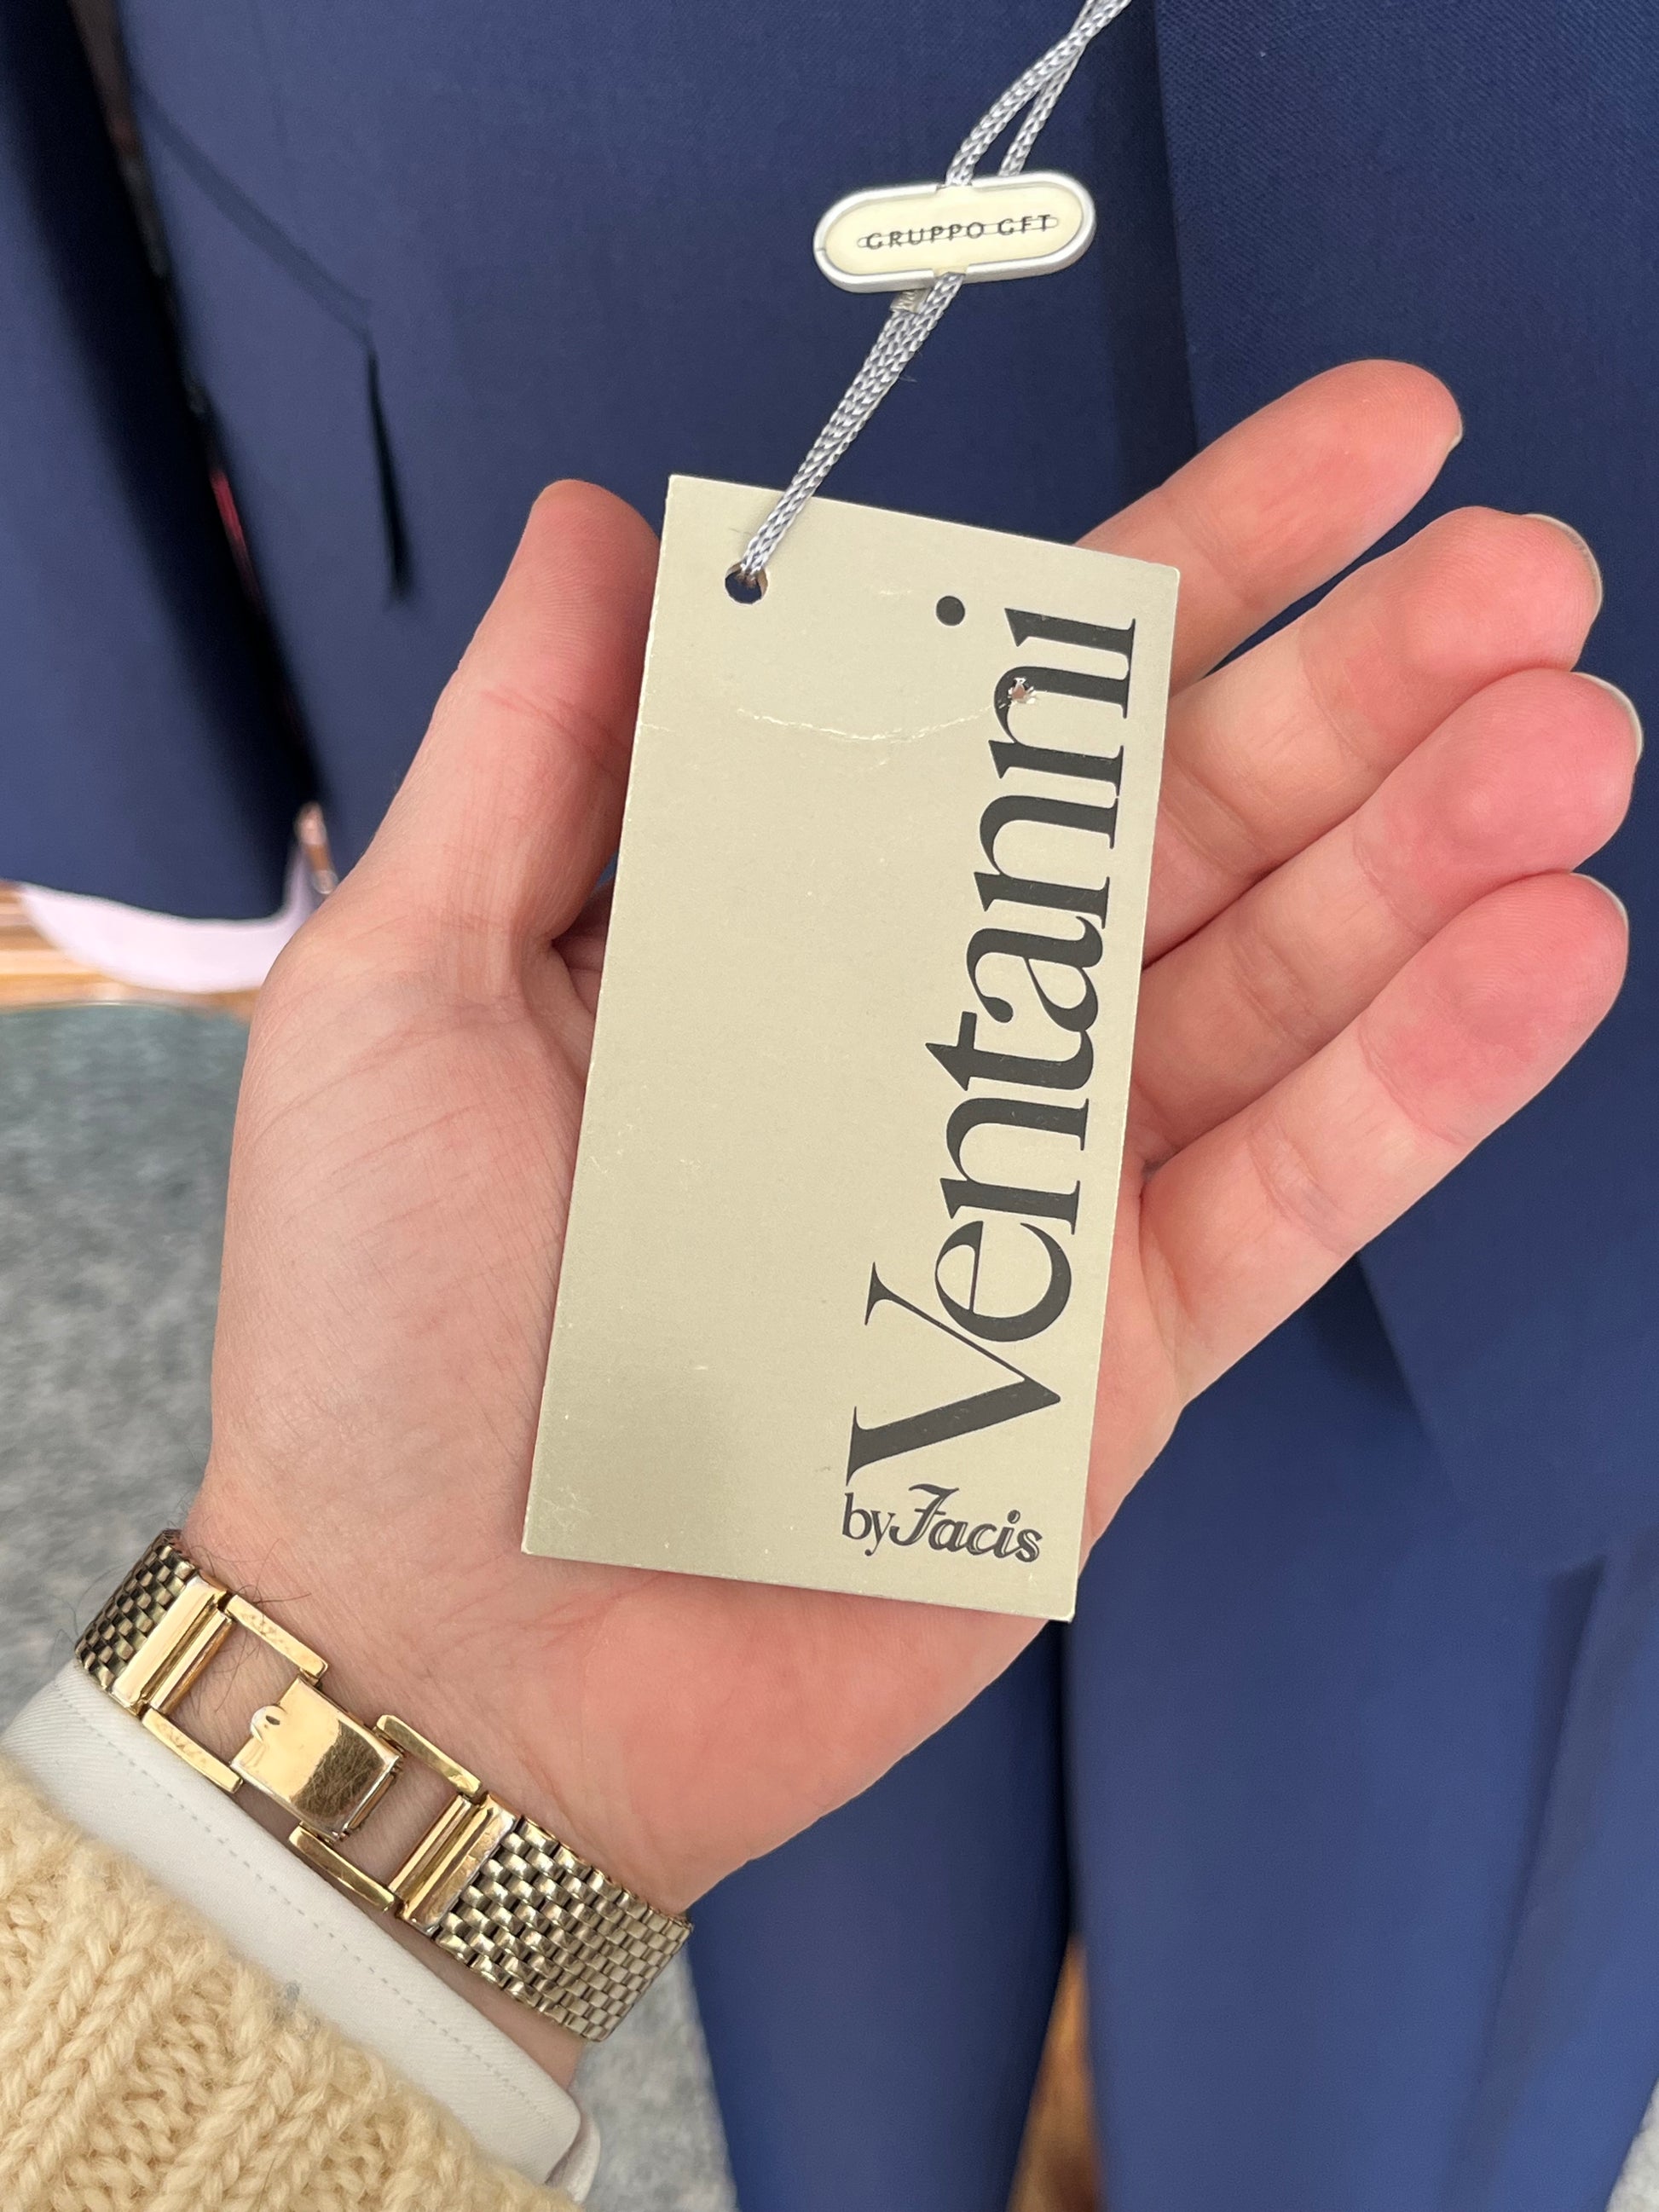 GRUPPO GFT
Ventanni
by Facis